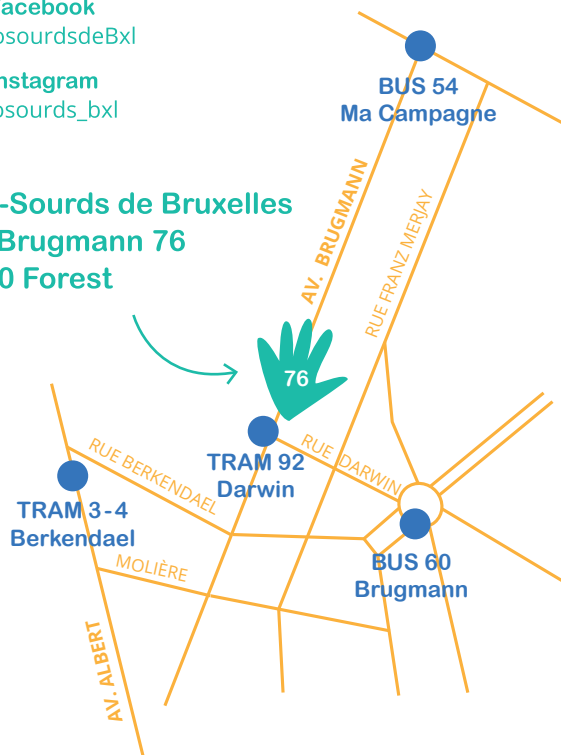 acebook
osourdsdeBxl
nstagram
osourds_bxl
-Sourds de Bruxelles
Brugmann 76
0 Forest
BUS 54
Ma Campagne
AV. BRUGMANN
RUE FRANZ MERJAY
76
TRAM 92
Darwin
RUE DARWIN
RUE BERKENDAEL
TRAM 3-4
Berkendael
BUS 60
Brugmann
MOLIÈRE
AV. ALBERT